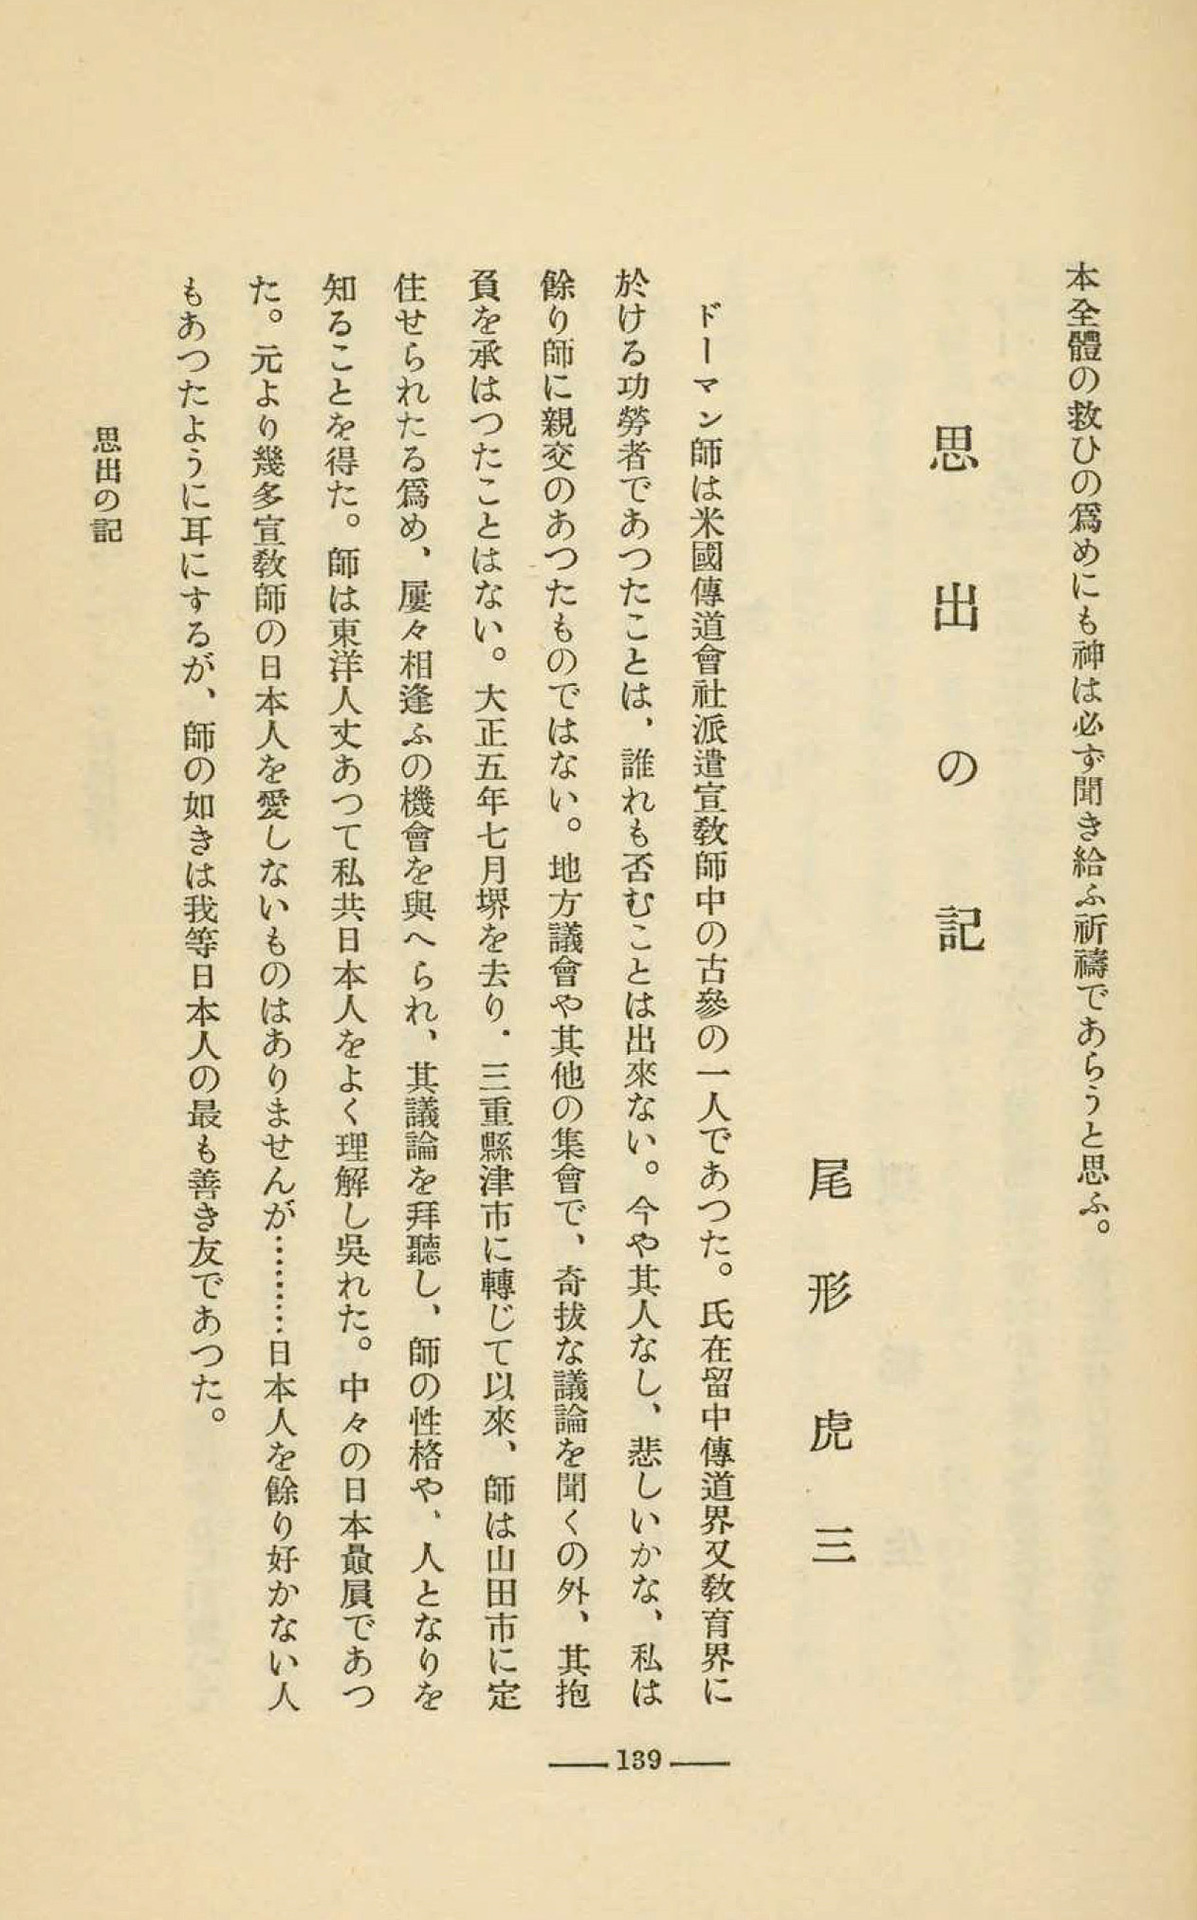 本全體の救ひの爲めにも神は必ず聞き給ふ祈禱であらうと思ふ。
思出の記
尾形虎三
ドーマン師は米國傳道會社派遣宣敎師中の古參の一人であつた。氏在留中傳道界又敎育界に
於ける功勞者であつたことは、誰れも否むことは出來ない。今や其人なし、悲しいかな、私は
餘り師に親交のあつたものではない。地方議會や其他の集會で、奇拔な議論を聞くの外、其抱
負を承はつたことはない。大正五年七月堺を去り．三重縣津市に轉じて以來、師は山田市に定
住せられたる爲め、屢々相逢ふの機會を與へられ、其議論を拜聽し、師の性格や、人となりを
知ることを得た。師は東洋人丈あつて私共日本人をよく理解し吳れた。中々の日本贔屓であつ
た。元より幾多宣敎師の日本人を愛しないものはありませんが…………日本人を餘り好かない人
もあつたように耳にするが、師の如きは我等日本人の最も善き友であつた。
思出の記
139